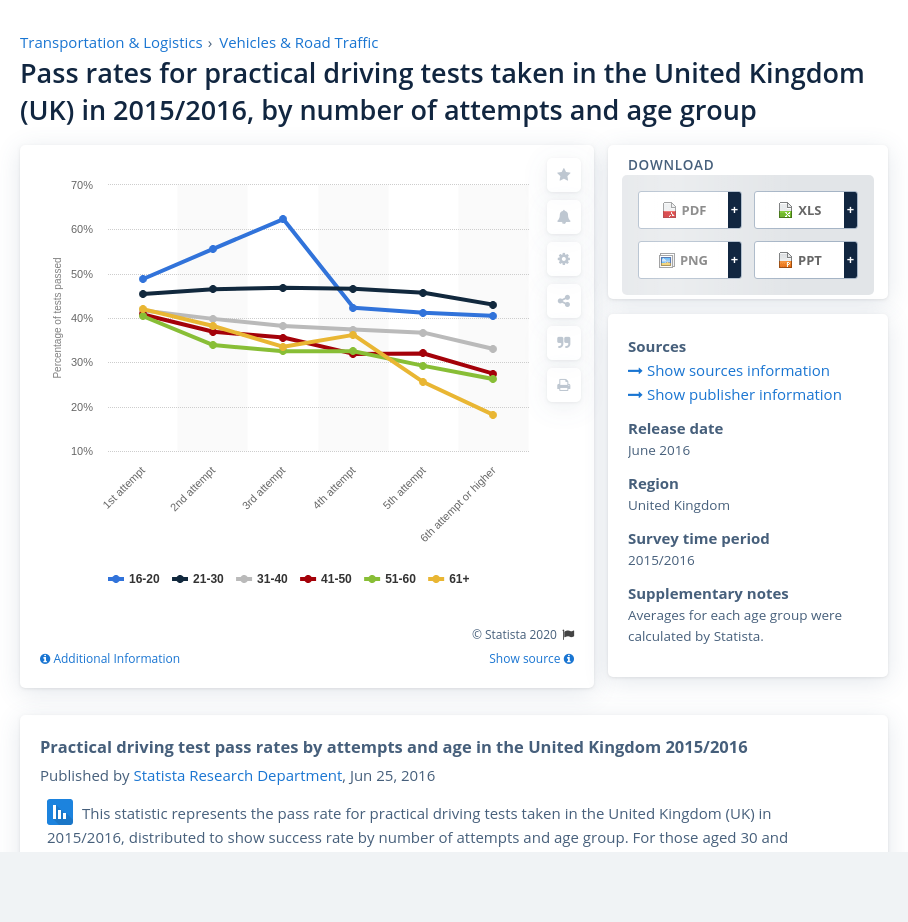 Transportation & Logistics › Vehicles & Road Traffic
Pass rates for practical driving tests taken in the United Kingdom
(UK) in 2015/2016, by number of attempts and age group
70%
60%
50%
40%
30%
20%
10%
Percentage of tests passed
1st attempt
2nd attempt
3rd attempt
4th attempt
5th attempt
6th attempt or higher
16-20 21-30 31-40 41-50 51-60 61+
© Statista 2020
Additional Information
Show source
DOWNLOAD
PDF +
XLS +
PNG +
PPT +
Sources
Show sources information
Show publisher information
Release date
June 2016
Region
United Kingdom
Survey time period
2015/2016
Supplementary notes
Averages for each age group were
calculated by Statista.
Practical driving test pass rates by attempts and age in the United Kingdom 2015/2016
Published by Statista Research Department, Jun 25, 2016
This statistic represents the pass rate for practical driving tests taken in the United Kingdom (UK) in
2015/2016, distributed to show success rate by number of attempts and age group. For those aged 30 and